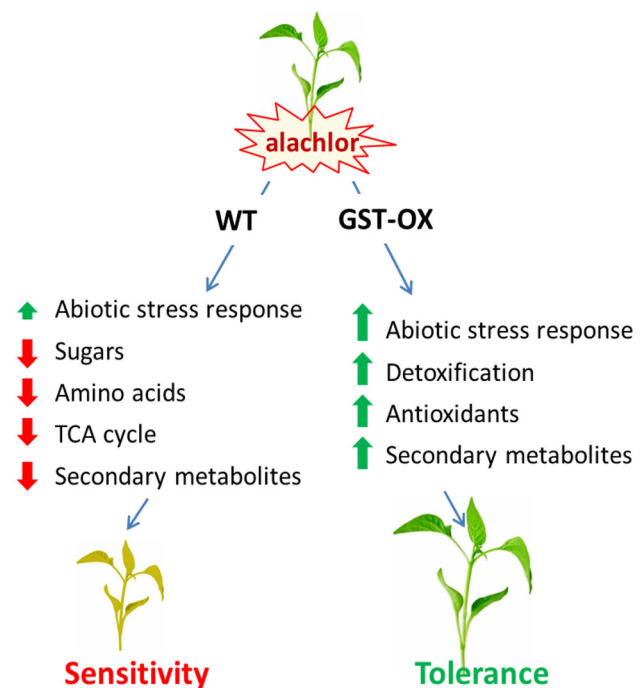 alachlor
WT
GST-OX
Abiotic stress response
Sugars
Amino acids
TCA cycle
Secondary metabolites
Abiotic stress response
Detoxification
Antioxidants
Secondary metabolites
Sensitivity
Tolerance